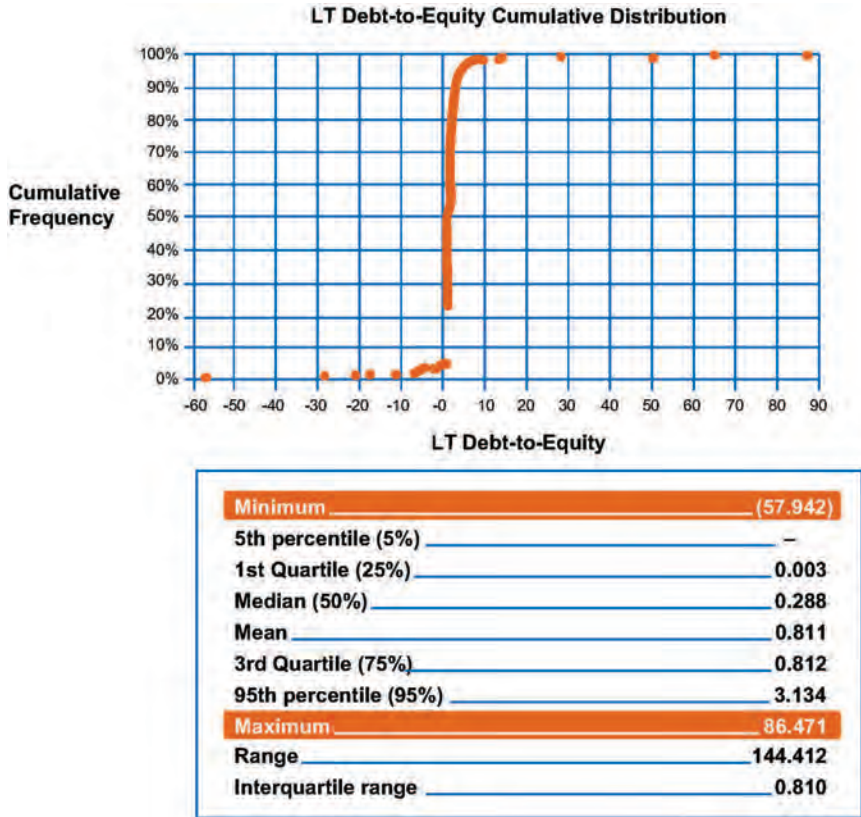 LT Debt-to-Equity Cumulative Distribution
100%
90%
80%
70%
60%
50%
40%
30%
20%
10%
0%
Cumulative
Frequency
-60 -50 -40 -30 -20 -10 -0 10 20 30 40 50 60 70 80 90
LT Debt-to-Equity
Minimum (57.942)
5th percentile (5%) –
1st Quartile (25%) 0.003
Median (50%) 0.288
Mean 0.811
3rd Quartile (75%) 0.812
95th percentile (95%) 3.134
Maximum 86.471
Range 144.412
Interquartile range 0.810